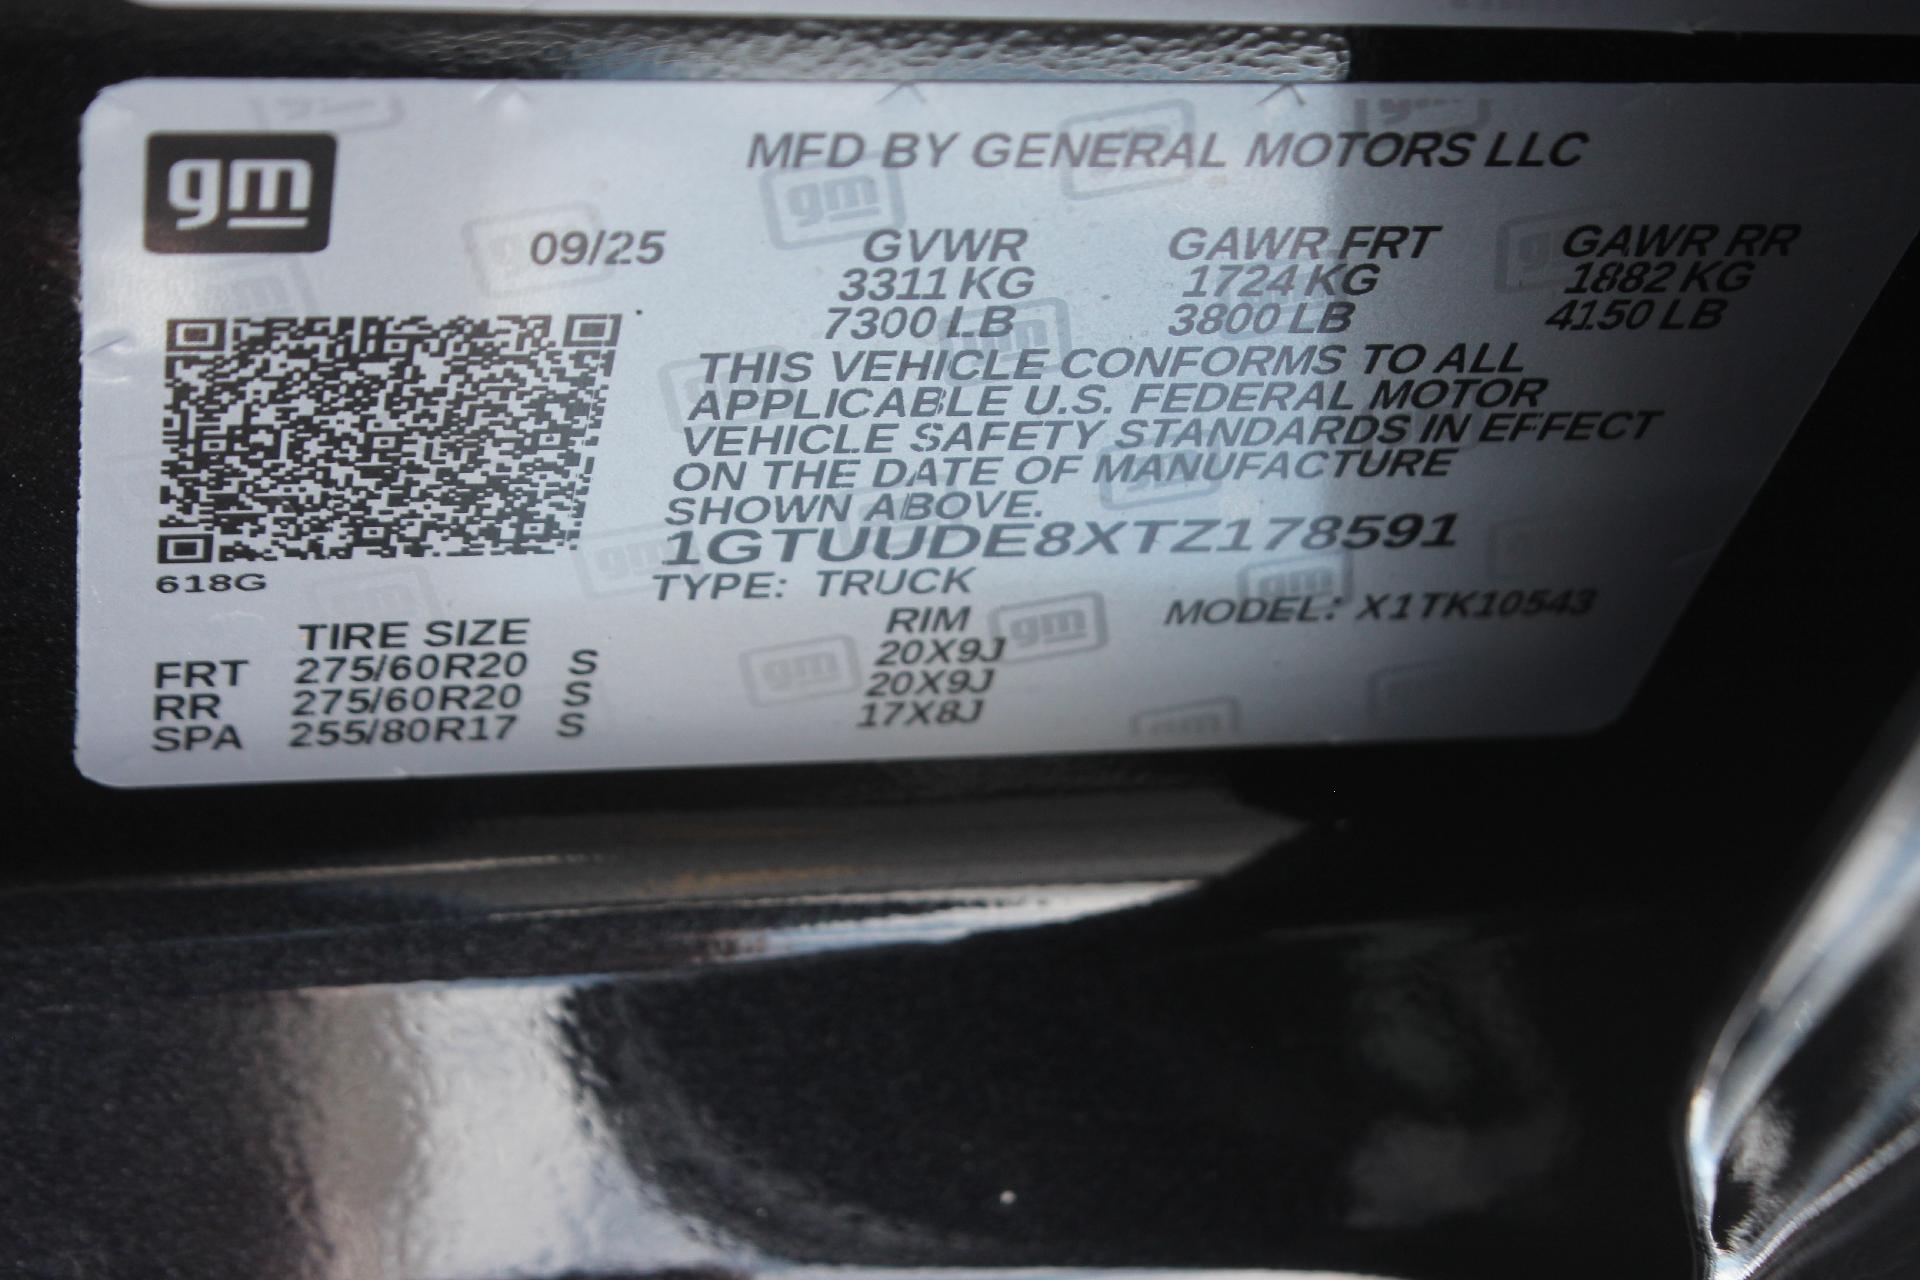 gm
MFD BY GENERAL MOTORS LLC
09/25 GVWR GAWR FRT GAWR RR
3311 KG 1724 KG 1882 KG
7300 LB 3800 LB 4150 LB
THIS VEHICLE CONFORMS TO ALL
APPLICABLE U.S. FEDERAL MOTOR
VEHICLE SAFETY STANDARDS IN EFFECT
ON THE DATE OF MANUFACTURE
SHOWN ABOVE.
1GTUUDE8XTZ178591
618G
TYPE: TRUCK
MODEL: X1TK10543
TIRE SIZE RIM
FRT 275/60R20 S 20X9J
RR 275/60R20 S 20X9J
SPA 255/80R17 S 17X8J